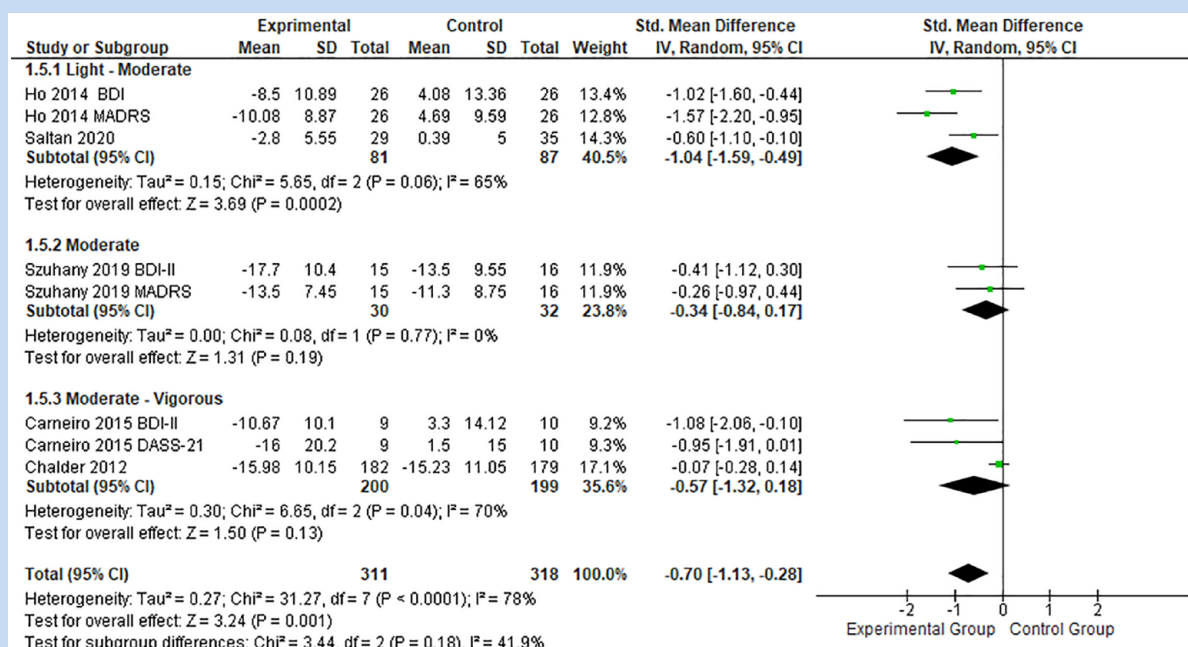 Exprimental Control Std. Mean Difference Std. Mean Difference
Study or Subgroup Mean SD Total Mean SD Total Weight IV, Random, 95% CI IV, Random, 95% CI
1.5.1 Light - Moderate
Ho 2014 BDI -8.5 10.89 26 4.08 13.36 26 13.4% -1.02 [-1.60, -0.44]
Ho 2014 MADRS -10.08 8.87 26 4.69 9.59 26 12.8% -1.57 [-2.20, -0.95]
Saltan 2020 -2.8 5.55 29 0.39 5 35 14.3% -0.60 [-1.10, -0.10]
Subtotal (95% CI) 81 87 40.5% -1.04 [-1.59, -0.49]
Heterogeneity: Tau² = 0.15; Chi² = 5.65, df = 2 (P = 0.06); I² = 65%
Test for overall effect: Z = 3.69 (P = 0.0002)
1.5.2 Moderate
Szuhany 2019 BDI-II -17.7 10.4 15 -13.5 9.55 16 11.9% -0.41 [-1.12, 0.30]
Szuhany 2019 MADRS -13.5 7.45 15 -11.3 8.75 16 11.9% -0.26 [-0.97, 0.44]
Subtotal (95% CI) 30 32 23.8% -0.34 [-0.84, 0.17]
Heterogeneity: Tau² = 0.00; Chi² = 0.08, df = 1 (P = 0.77); I² = 0%
Test for overall effect: Z = 1.31 (P = 0.19)
1.5.3 Moderate - Vigorous
Carneiro 2015 BDI-II -10.67 10.1 9 3.3 14.12 10 9.2% -1.08 [-2.06, -0.10]
Carneiro 2015 DASS-21 -16 20.2 9 1.5 15 10 9.3% -0.95 [-1.91, 0.01]
Chalder 2012 -15.98 10.15 182 -15.23 11.05 179 17.1% -0.07 [-0.28, 0.14]
Subtotal (95% CI) 200 199 35.6% -0.57 [-1.32, 0.18]
Heterogeneity: Tau² = 0.30; Chi² = 6.65, df = 2 (P = 0.04); I² = 70%
Test for overall effect: Z = 1.50 (P = 0.13)
Total (95% CI) 311 318 100.0% -0.70 [-1.13, -0.28]
Heterogeneity: Tau² = 0.27; Chi² = 31.27, df = 7 (P < 0.0001); I² = 78%
Test for overall effect: Z = 3.24 (P = 0.001)
Test for subgroup differences: Chi² = 3.44, df = 2 (P = 0.18), I² = 41.9%
-2 -1 0 1 2
Experimental Group Control Group